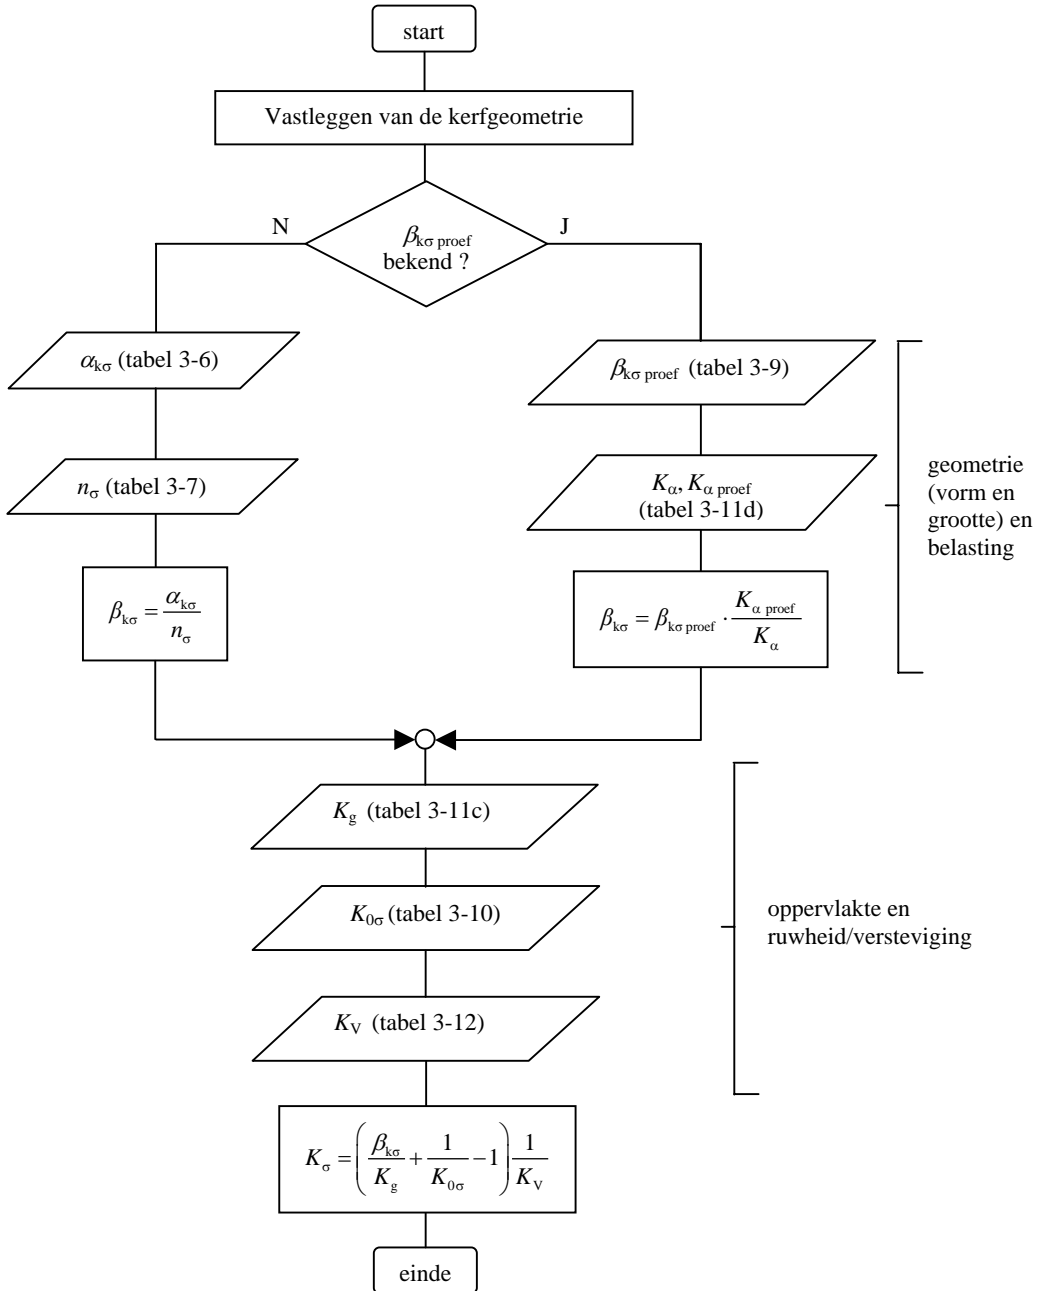 start
Vastleggen van de kerfgeometrie
N
J
βkσ proef
bekend ?
αkσ (tabel 3-6)
βkσ proef (tabel 3-9)
nσ (tabel 3-7)
Kα, Kα proef
(tabel 3-11d)
geometrie
(vorm en
grootte) en
belasting
βkσ = αkσ / nσ
βkσ = βkσ proef · Kα proef / Kα
Kg (tabel 3-11c)
K0σ (tabel 3-10)
oppervlakte en
ruwheid/versteviging
KV (tabel 3-12)
Kσ = ( βkσ / Kg + 1 / K0σ − 1 ) 1 / KV
einde